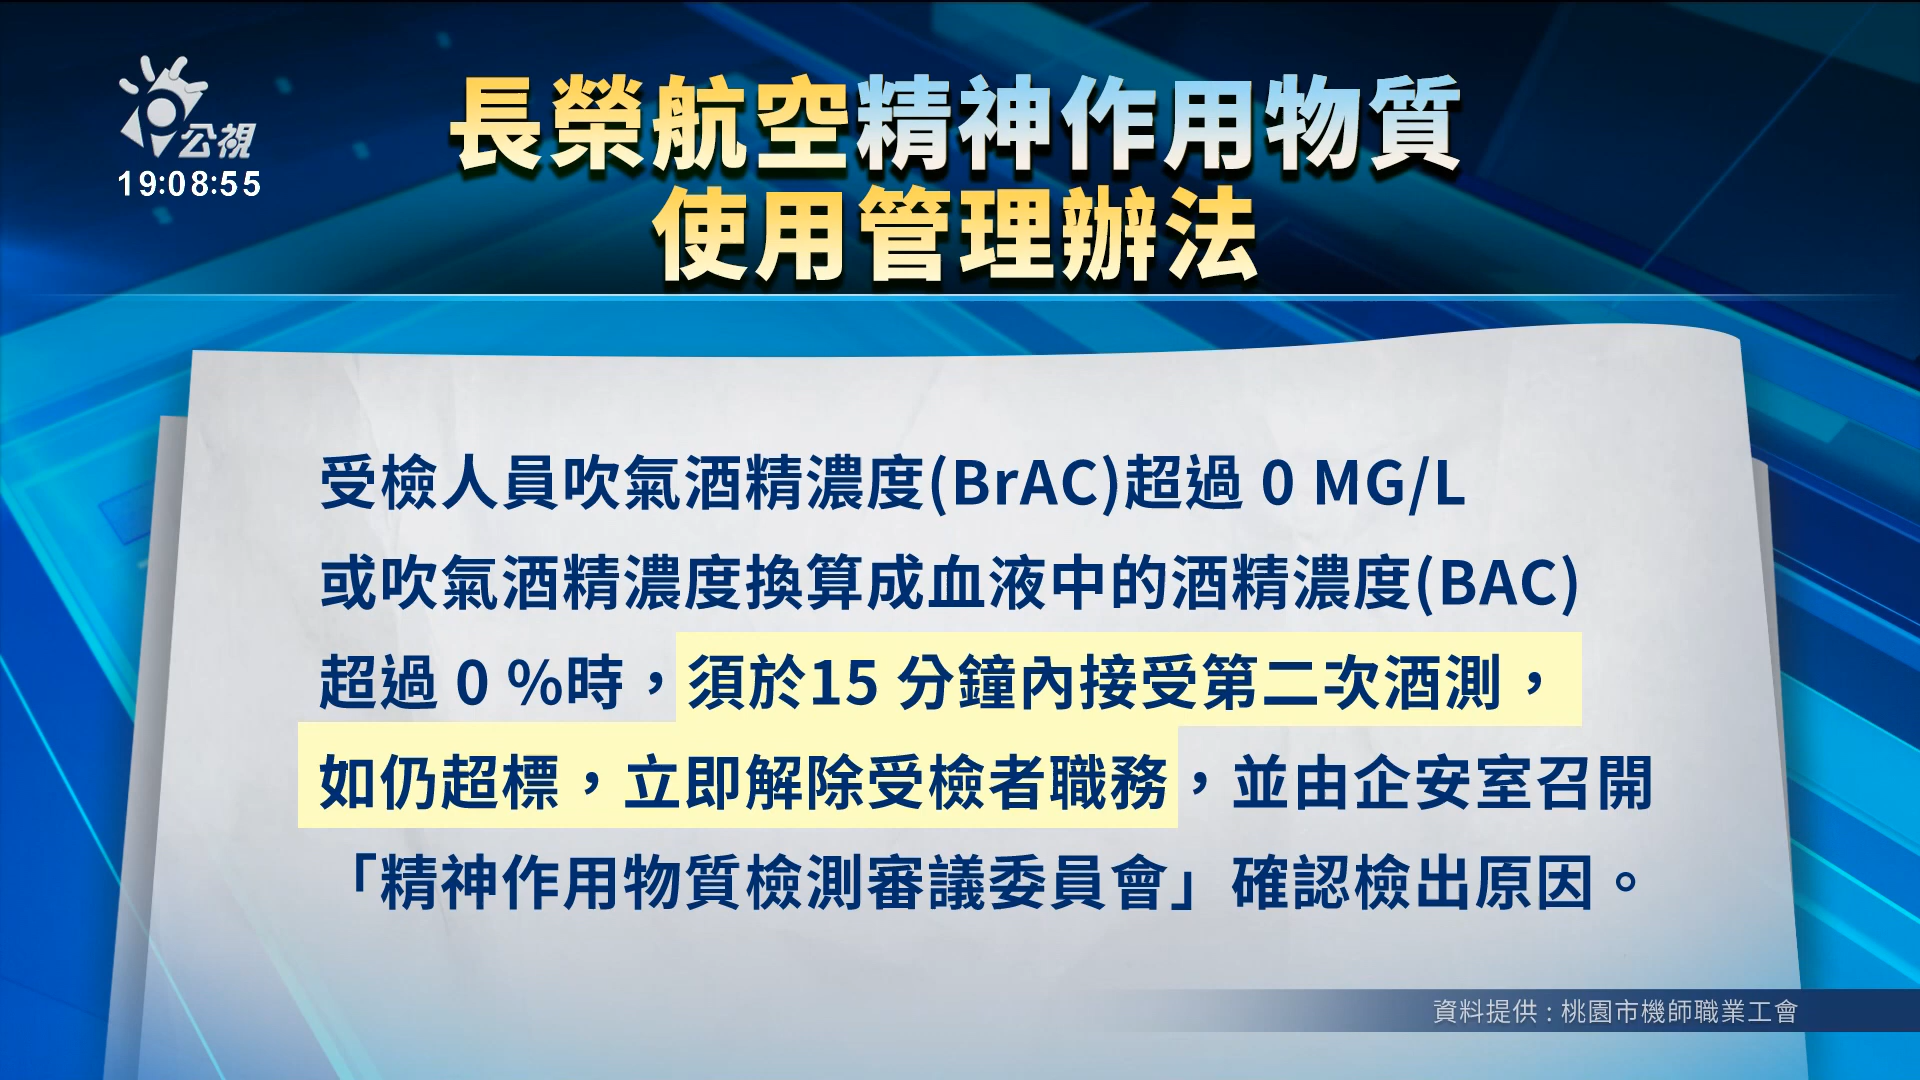 公視
19:08:55
長榮航空精神作用物質
使用管理辦法
受檢人員吹氣酒精濃度(BrAC)超過 0 MG/L
或吹氣酒精濃度換算成血液中的酒精濃度(BAC)
超過 0 %時，須於15 分鐘內接受第二次酒測，
如仍超標，立即解除受檢者職務，並由企安室召開
「精神作用物質檢測審議委員會」確認檢出原因。
資料提供：桃園市機師職業工會